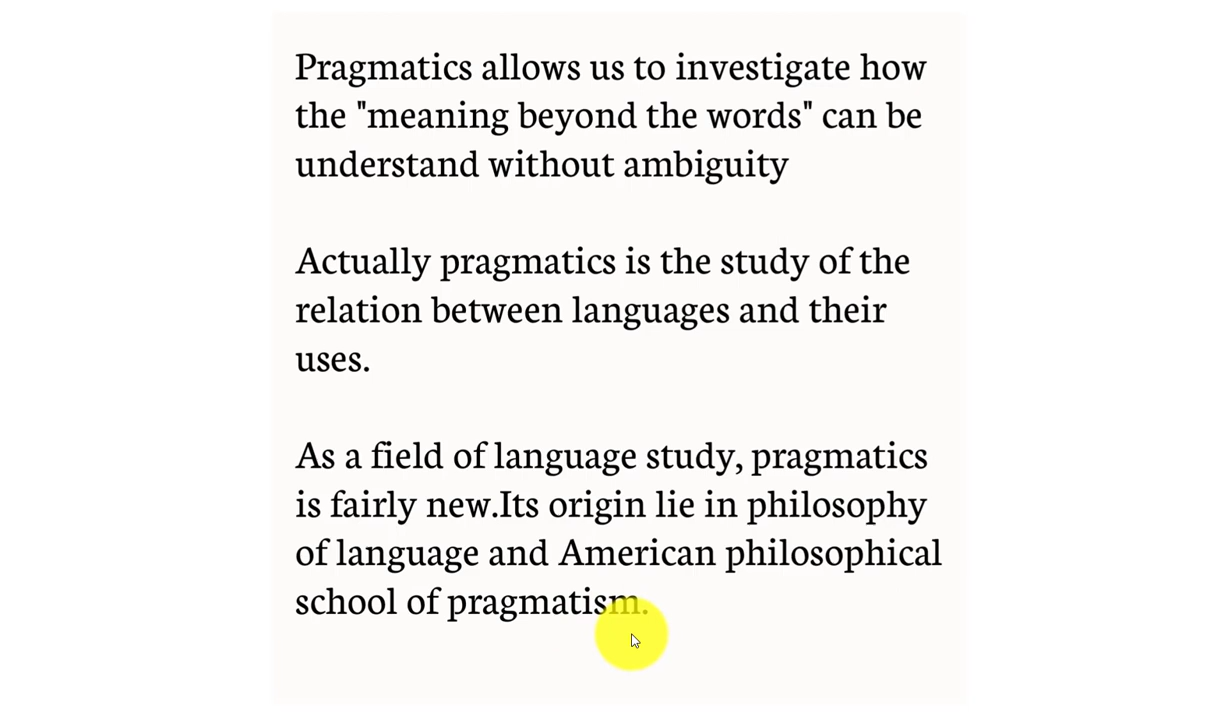 Pragmatics allows us to investigate how
the "meaning beyond the words" can be
understand without ambiguity
Actually pragmatics is the study of the
relation between languages and their
uses.
As a field of language study, pragmatics
is fairly new.Its origin lie in philosophy
of language and American philosophical
school of pragmatism.